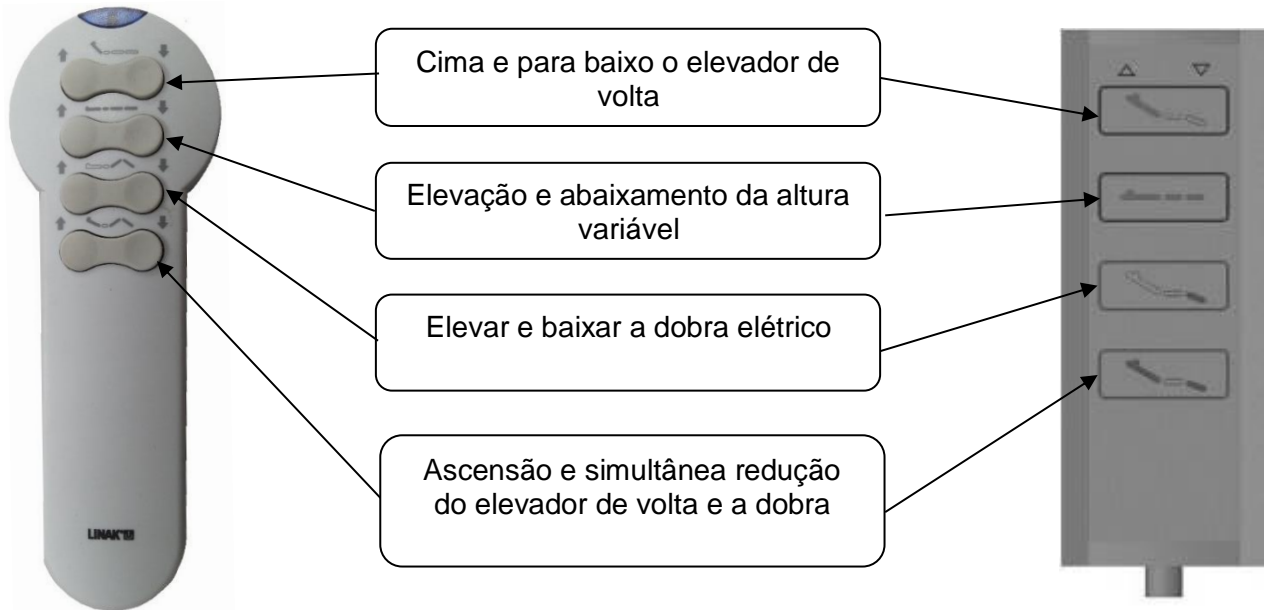 Cima e para baixo o elevador de
volta
Elevação e abaixamento da altura
variável
Elevar e baixar a dobra elétrico
Ascensão e simultânea redução
do elevador de volta e a dobra
LINAK